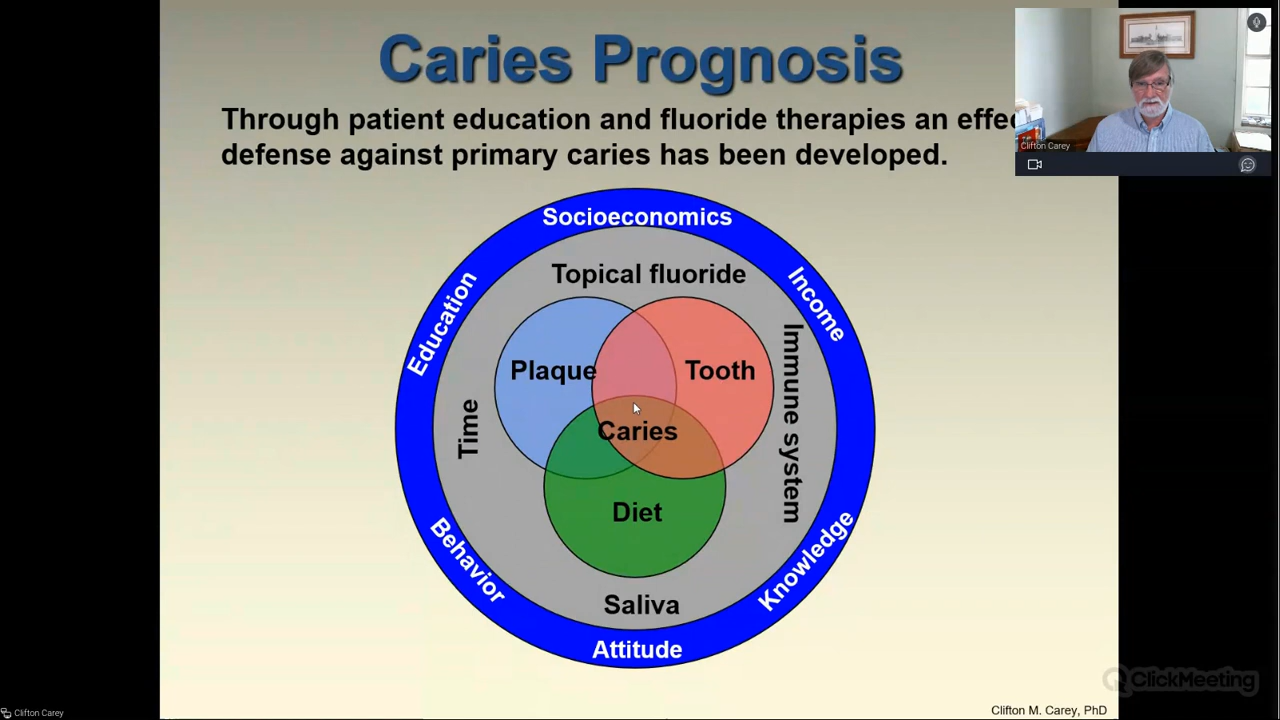 Caries Prognosis
Through patient education and fluoride therapies an
defense against primary caries has been developed.
Clifton Carey
Socioeconomics
Education
Income
Topical fluoride
Plaque
Tooth
Immune system
Time
Caries
Diet
Behavior
Knowledge
Saliva
Attitude
ClickMeeting
Clifton M. Carey, PhD
Clifton Carey